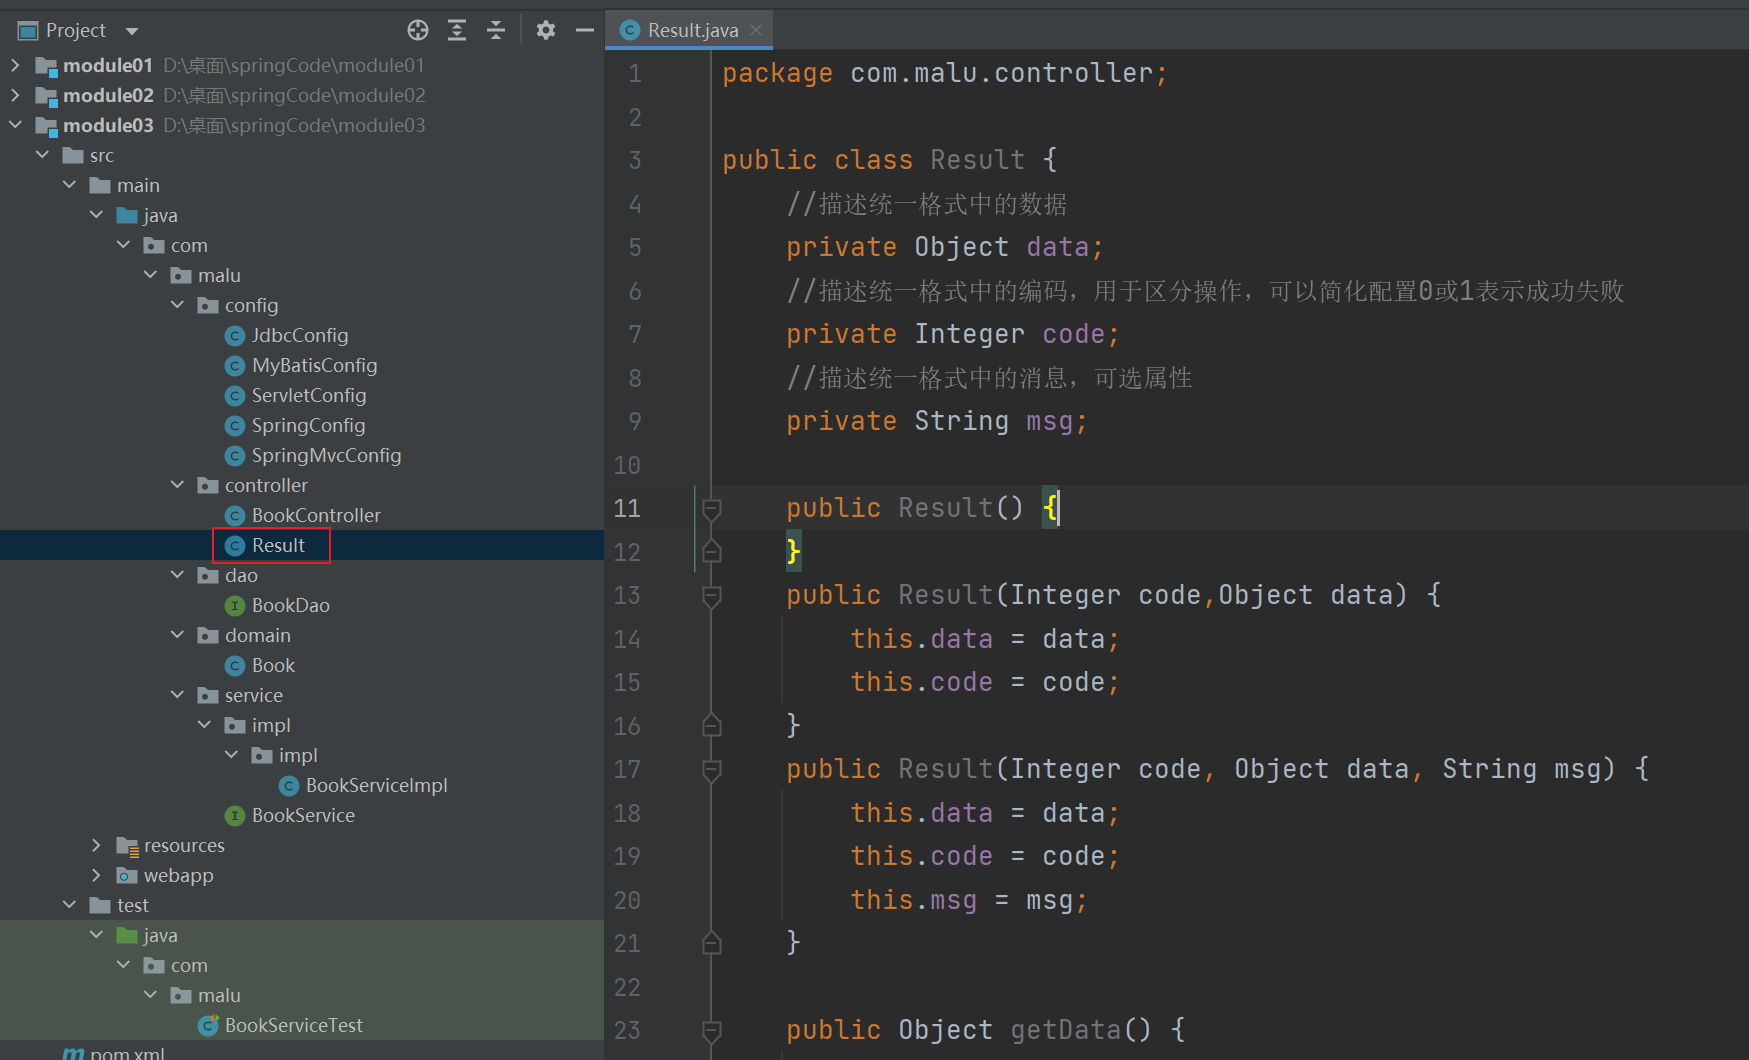 Project
module01 D:\桌面\springCode\module01
module02 D:\桌面\springCode\module02
module03 D:\桌面\springCode\module03
src
main
java
com
malu
config
JdbcConfig
MyBatisConfig
ServletConfig
SpringConfig
SpringMvcConfig
controller
BookController
Result
dao
BookDao
domain
Book
service
impl
impl
BookServiceImpl
BookService
resources
webapp
test
java
com
malu
BookServiceTest
pom.xml
Result.java
1 package com.malu.controller;
2
3 public class Result {
4 //描述统一格式中的数据
5 private Object data;
6 //描述统一格式中的编码，用于区分操作，可以简化配置0或1表示成功失败
7 private Integer code;
8 //描述统一格式中的消息，可选属性
9 private String msg;
10
11 public Result() {
12 }
13 public Result(Integer code,Object data) {
14 this.data = data;
15 this.code = code;
16 }
17 public Result(Integer code, Object data, String msg) {
18 this.data = data;
19 this.code = code;
20 this.msg = msg;
21 }
22
23 public Object getData() {